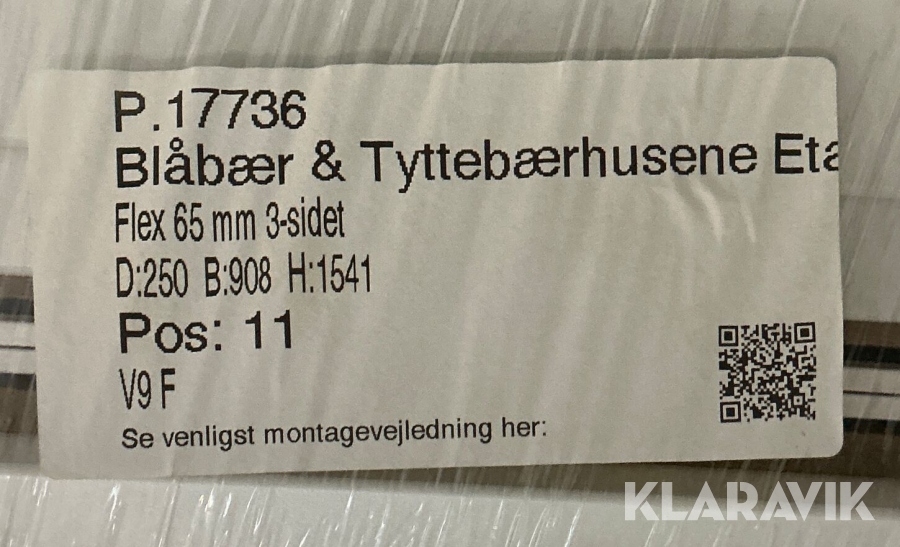 P.17736
Blåbær & Tyttebærhusene Eta
Flex 65 mm 3-sidet
D:250 B:908 H:1541
Pos: 11
V9 F
Se venligst montagevejledning her:
KLARAVIK